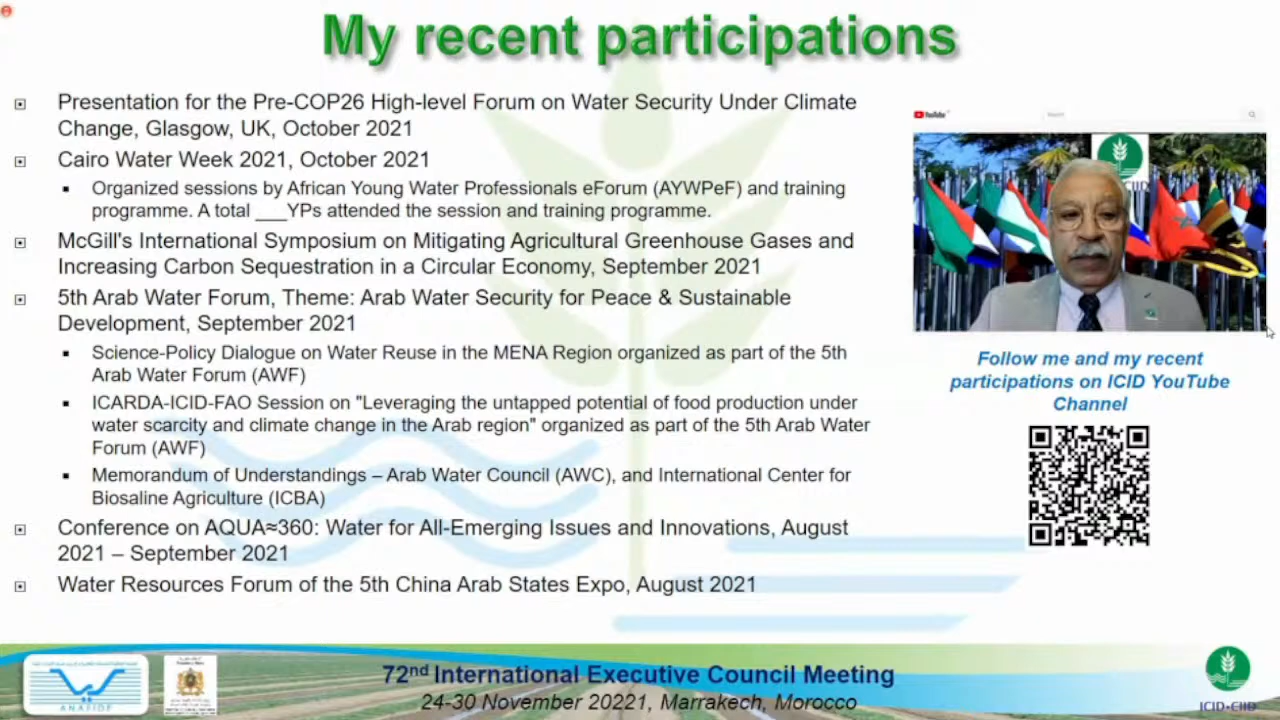 My recent participations
Presentation for the Pre-COP26 High-level Forum on Water Security Under Climate
Change, Glasgow, UK, October 2021
Cairo Water Week 2021, October 2021
Organized sessions by African Young Water Professionals eForum (AYWPeF) and training
programme. A total ___YPs attended the session and training programme.
McGill's International Symposium on Mitigating Agricultural Greenhouse Gases and
Increasing Carbon Sequestration in a Circular Economy, September 2021
5th Arab Water Forum, Theme: Arab Water Security for Peace & Sustainable
Development, September 2021
Science-Policy Dialogue on Water Reuse in the MENA Region organized as part of the 5th
Arab Water Forum (AWF)
ICARDA-ICID-FAO Session on "Leveraging the untapped potential of food production under
water scarcity and climate change in the Arab region" organized as part of the 5th Arab Water
Forum (AWF)
Memorandum of Understandings – Arab Water Council (AWC), and International Center for
Biosaline Agriculture (ICBA)
Conference on AQUA≈360: Water for All-Emerging Issues and Innovations, August
2021 – September 2021
Water Resources Forum of the 5th China Arab States Expo, August 2021
YouTube
Search
Follow me and my recent
participations on ICID YouTube
Channel
ANAFIDE
72nd International Executive Council Meeting
24-30 November 20221, Marrakech, Morocco
ICID•CIID